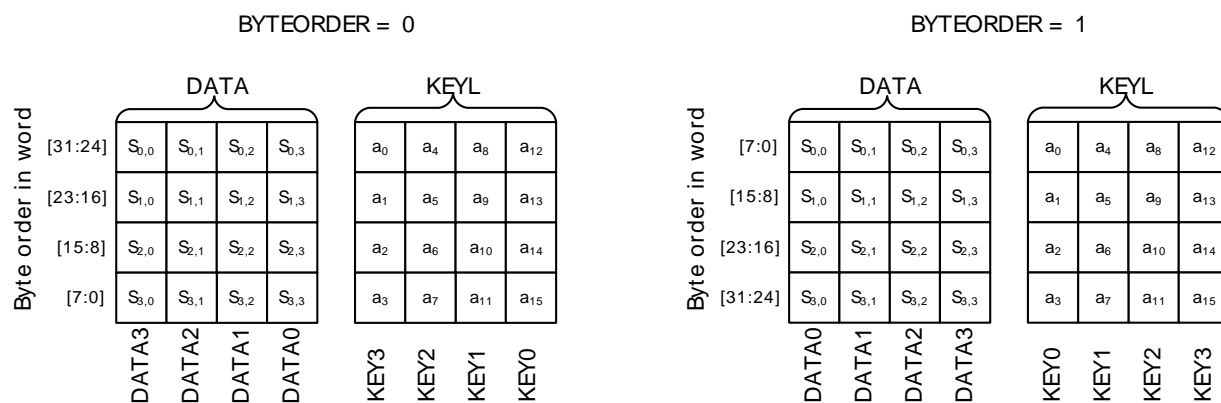 BYTEORDER = 0
BYTEORDER = 1
DATA
KEYL
DATA
KEYL
Byte order in word
[31:24] S0,0 S0,1 S0,2 S0,3 a0 a4 a8 a12
[23:16] S1,0 S1,1 S1,2 S1,3 a1 a5 a9 a13
[15:8] S2,0 S2,1 S2,2 S2,3 a2 a6 a10 a14
[7:0] S3,0 S3,1 S3,2 S3,3 a3 a7 a11 a15
DATA3 DATA2 DATA1 DATA0 KEY3 KEY2 KEY1 KEY0
Byte order in word
[7:0] S0,0 S0,1 S0,2 S0,3 a0 a4 a8 a12
[15:8] S1,0 S1,1 S1,2 S1,3 a1 a5 a9 a13
[23:16] S2,0 S2,1 S2,2 S2,3 a2 a6 a10 a14
[31:24] S3,0 S3,1 S3,2 S3,3 a3 a7 a11 a15
DATA0 DATA1 DATA2 DATA3 KEY0 KEY1 KEY2 KEY3